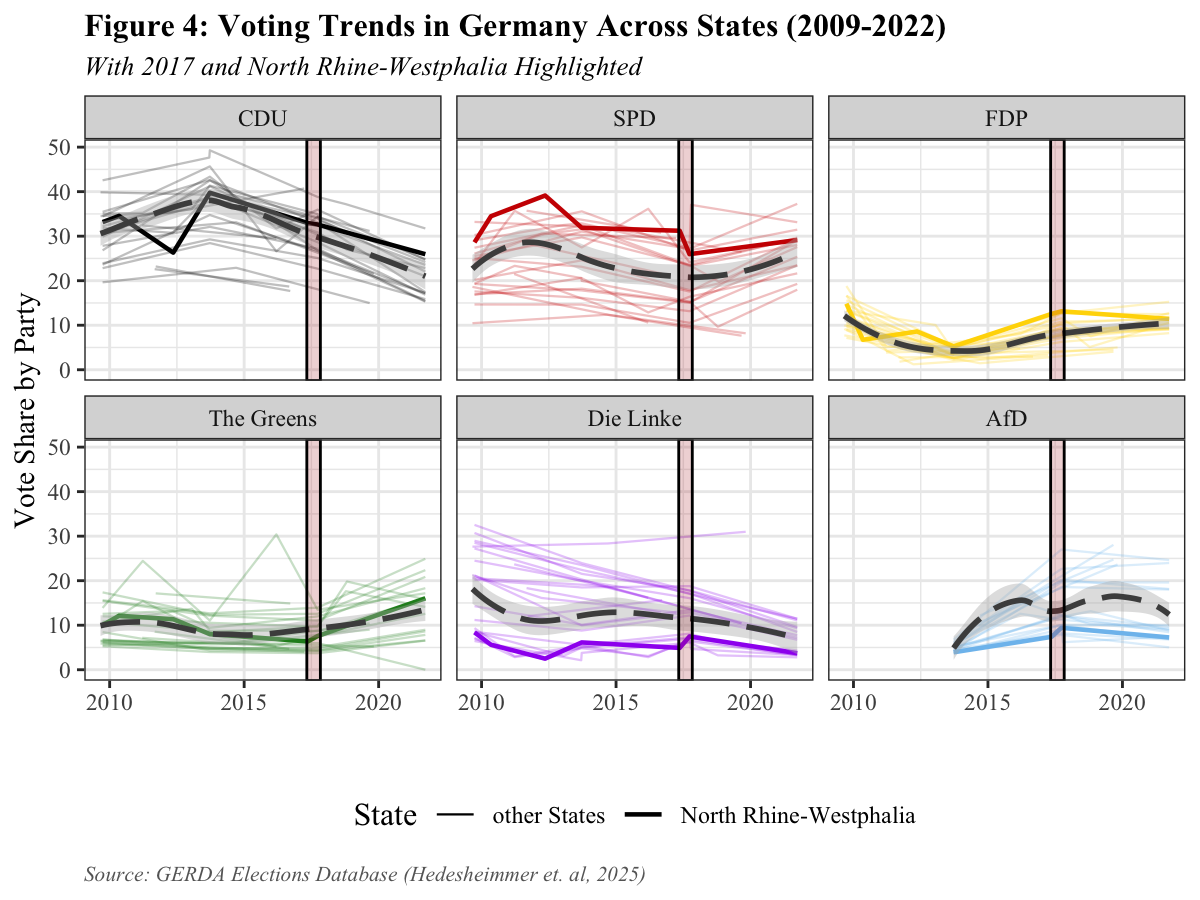 Figure 4: Voting Trends in Germany Across States (2009-2022)
With 2017 and North Rhine-Westphalia Highlighted
CDU SPD FDP
50
40
30
20
10
0
The Greens Die Linke AfD
50
40
30
20
10
0
Vote Share by Party
2010 2015 2020 2010 2015 2020 2010 2015 2020
State other States North Rhine-Westphalia
Source: GERDA Elections Database (Hedesheimmer et. al, 2025)